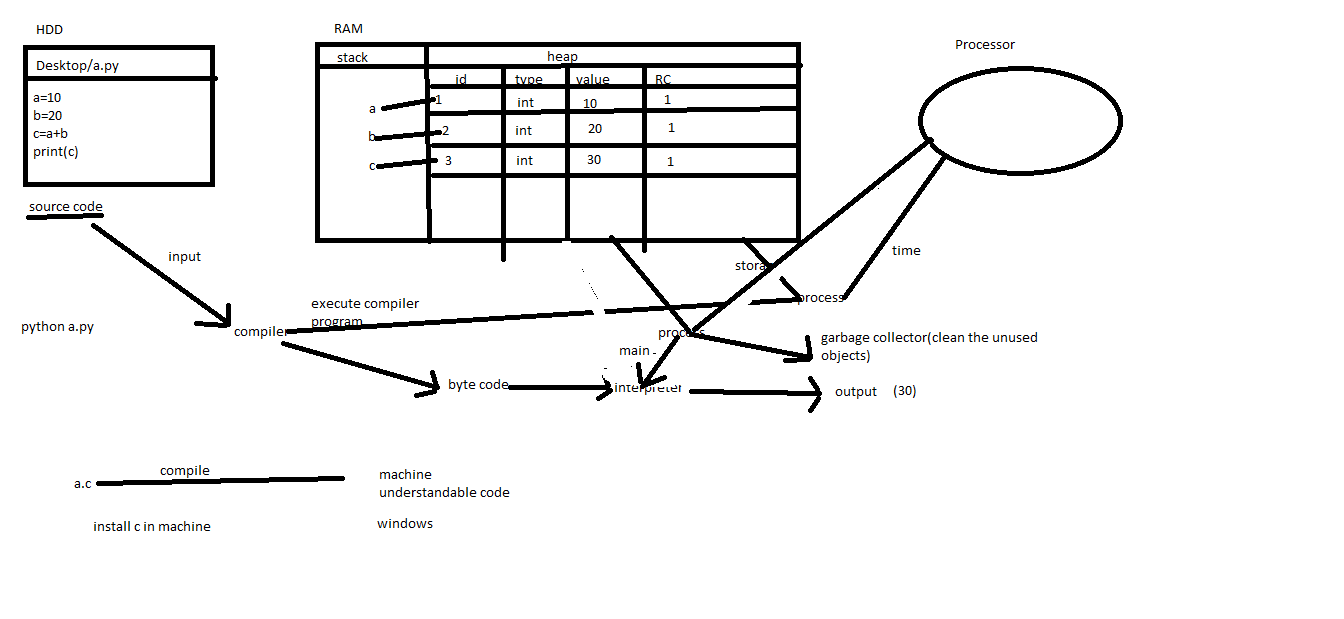 HDD
Desktop/a.py
a=10
b=20
c=a+b
print(c)
source code
input
python a.py
RAM
stack
heap
id type value RC
a 1 int 10 1
b 2 int 20 1
c 3 int 30 1
Processor
time
process
execute compiler
program
compiler
process
main
garbage collector(clean the unused
objects)
byte code
interpreter
output (30)
compile
a.c
machine
understandable code
install c in machine
windows